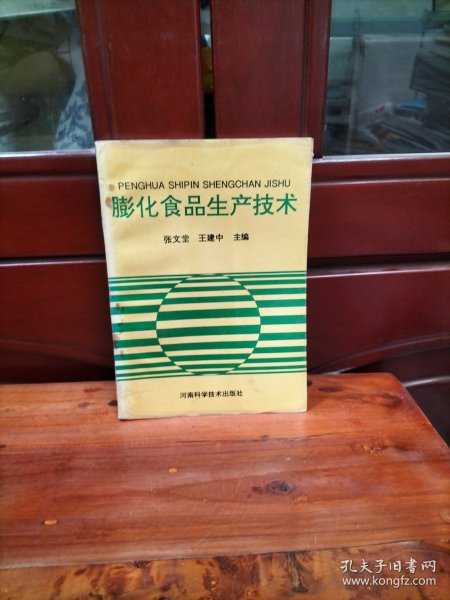 PENGHUA SHIPIN SHENGCHAN JISHU
膨化食品生产技术
张文堂 王建中 主编
河南科学技术出版社
孔夫子旧书网
www.kongfz.com